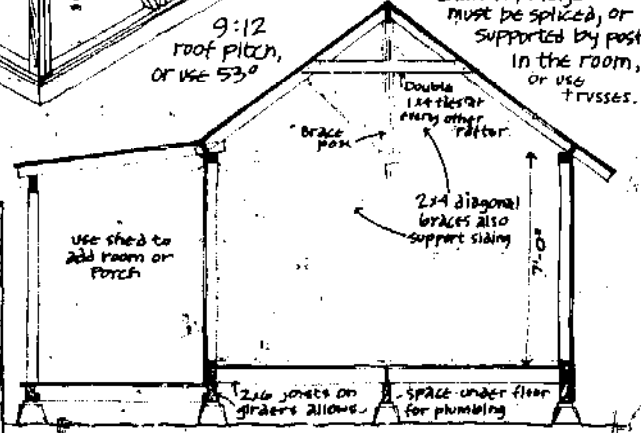 9:12
roof pitch,
or use 53°
must be spliced, or
supported by post
in the room,
or use
trusses.
Double
1x4 ties at
every other
rafter
Brace
2x4 diagonal
braces also
support siding
use shed to
add room or
Porch
7'-0"
2x6 joists on
girders allows
space under floor
for plumbing